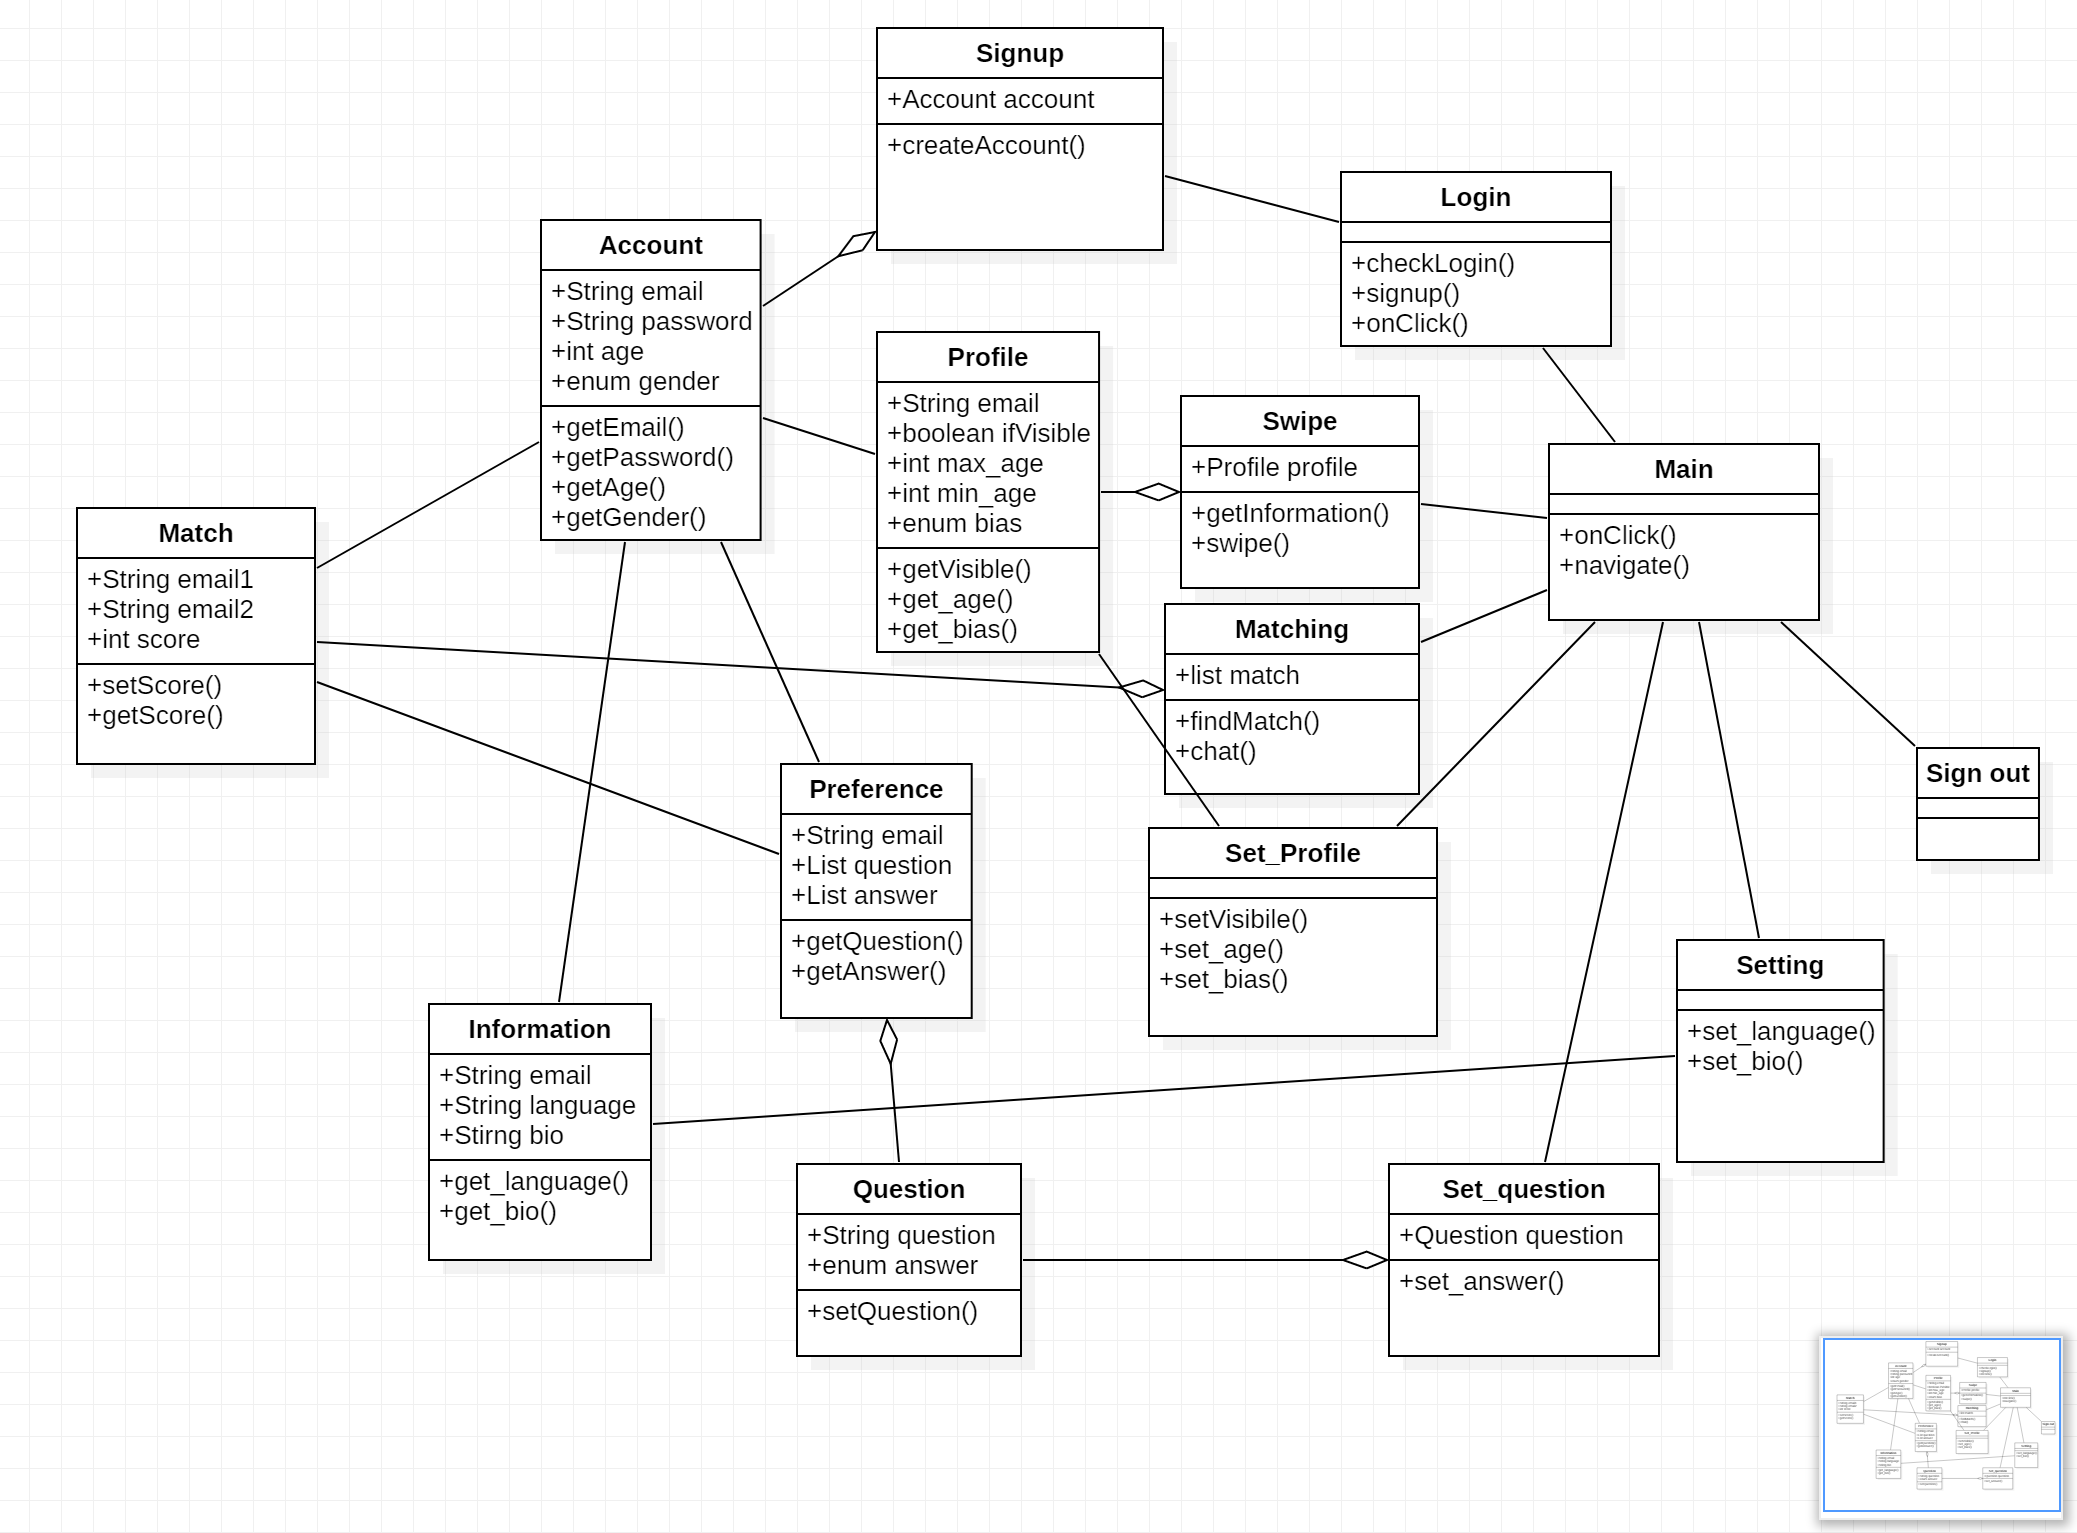 Signup
+Account account
+createAccount()
Login
+checkLogin()
+signup()
+onClick()
Account
+String email
+String password
+int age
+enum gender
+getEmail()
+getPassword()
+getAge()
+getGender()
Profile
+String email
+boolean ifVisible
+int max_age
+int min_age
+enum bias
+getVisible()
+get_age()
+get_bias()
Swipe
+Profile profile
+getInformation()
+swipe()
Main
+onClick()
+navigate()
Match
+String email1
+String email2
+int score
+setScore()
+getScore()
Matching
+list match
+findMatch()
+chat()
Sign out
Preference
+String email
+List question
+List answer
+getQuestion()
+getAnswer()
Set_Profile
+setVisibile()
+set_age()
+set_bias()
Setting
+set_language()
+set_bio()
Information
+String email
+String language
+Stirng bio
+get_language()
+get_bio()
Question
+String question
+enum answer
+setQuestion()
Set_question
+Question question
+set_answer()